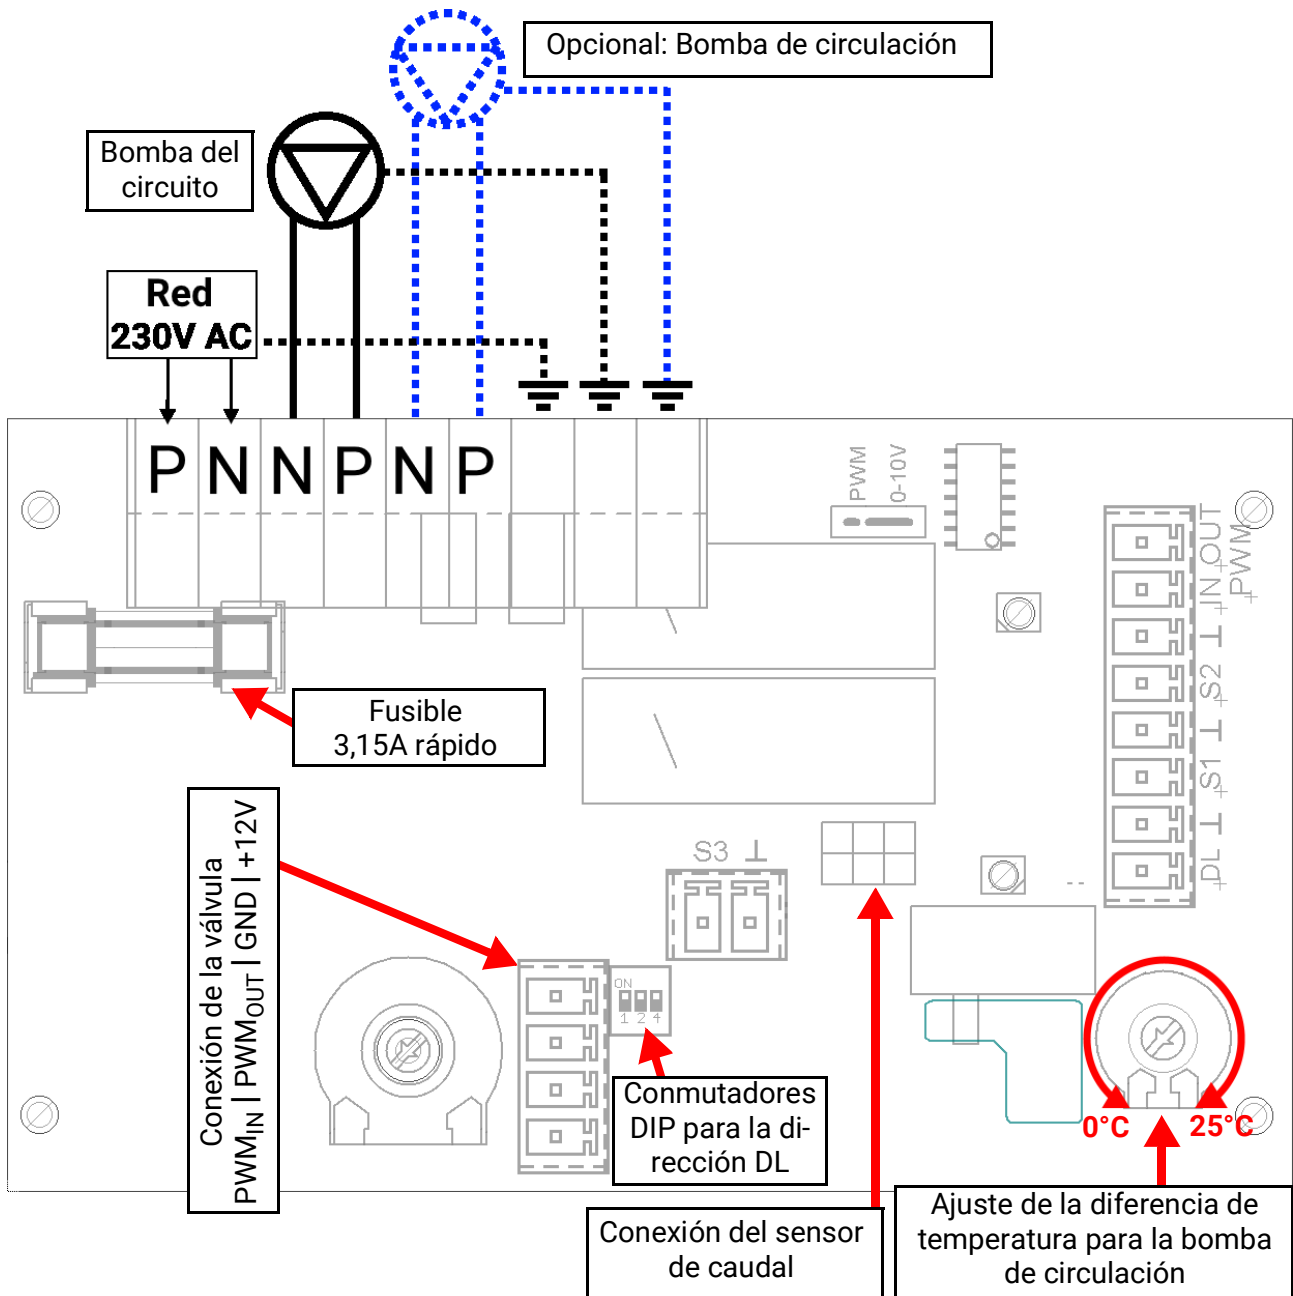 Opcional: Bomba de circulación
Bomba del
circuito
Red
230V AC
P N N P N P
PWM
0-10V
OUT
IN
PWM
⊥
S2
⊥
S1
⊥
DL
Fusible
3,15A rápido
Conexión de la válvula
PWM_IN | PWM_OUT | GND | +12V
S3 ⊥
ON
1 2 4
Conmutadores
DIP para la di-
rección DL
0°C
25°C
Conexión del sensor
de caudal
Ajuste de la diferencia de
temperatura para la bomba
de circulación